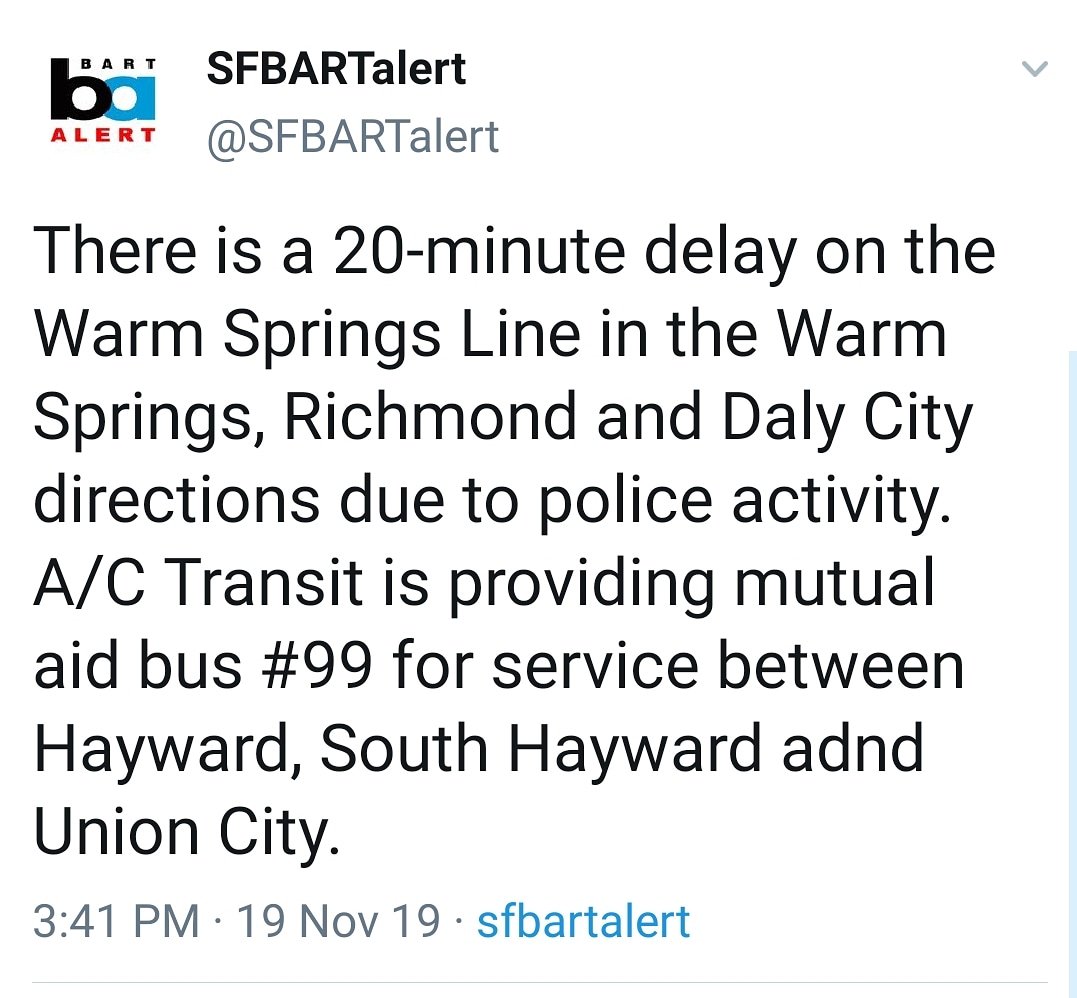 BART
ba
ALERT
SFBARTalert
@SFBARTalert
There is a 20-minute delay on the
Warm Springs Line in the Warm
Springs, Richmond and Daly City
directions due to police activity.
A/C Transit is providing mutual
aid bus #99 for service between
Hayward, South Hayward adnd
Union City.
3:41 PM · 19 Nov 19 · sfbartalert